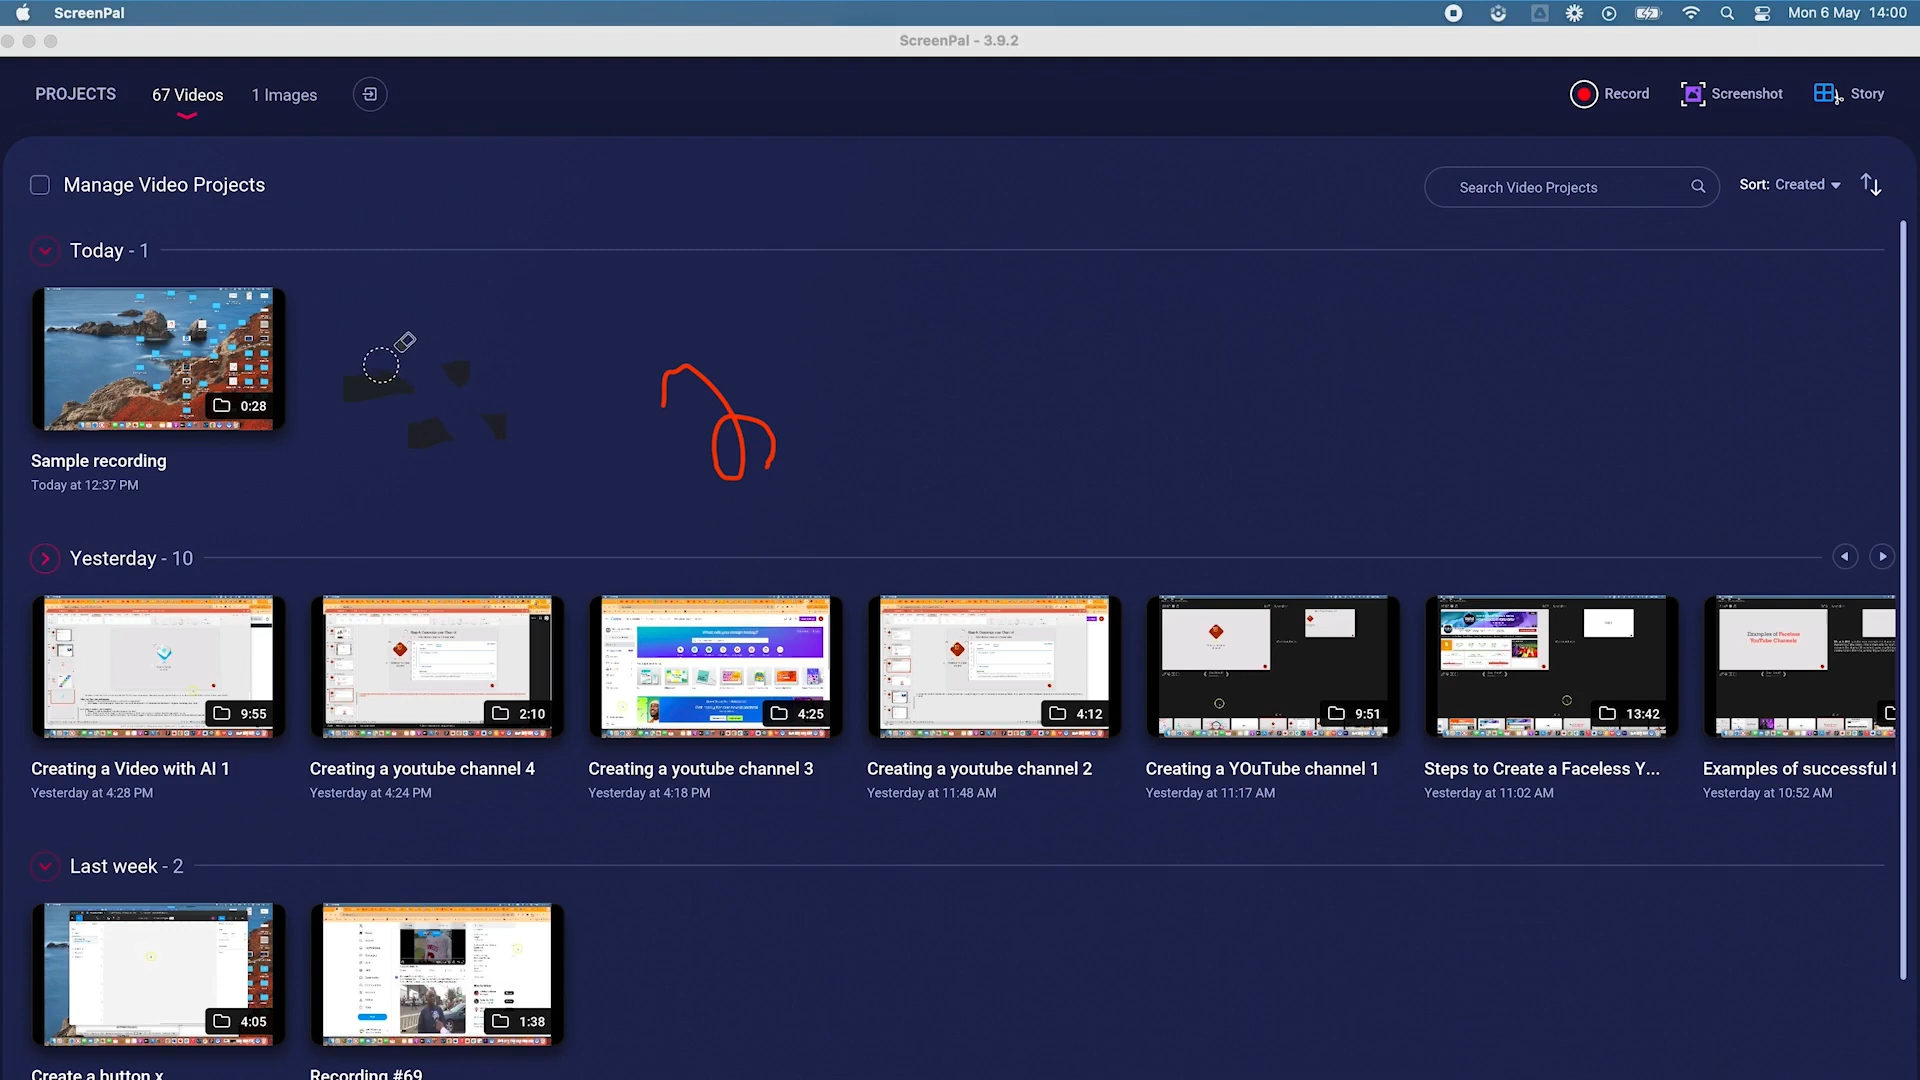 ScreenPal
Mon 6 May 14:00
ScreenPal - 3.9.2
PROJECTS
67 Videos
1 Images
Record
Screenshot
Story
Manage Video Projects
Search Video Projects
Sort: Created
Today - 1
0:28
Sample recording
Today at 12:37 PM
Yesterday - 10
9:55
2:10
4:25
4:12
9:51
13:42
Examples of Faceless
YouTube Channels
Creating a Video with AI 1
Yesterday at 4:28 PM
Creating a youtube channel 4
Yesterday at 4:24 PM
Creating a youtube channel 3
Yesterday at 4:18 PM
Creating a youtube channel 2
Yesterday at 11:48 AM
Creating a YOuTube channel 1
Yesterday at 11:17 AM
Steps to Create a Faceless Y...
Yesterday at 11:02 AM
Examples of successful f
Yesterday at 10:52 AM
Last week - 2
4:05
1:38
Create a button x
Recording #69